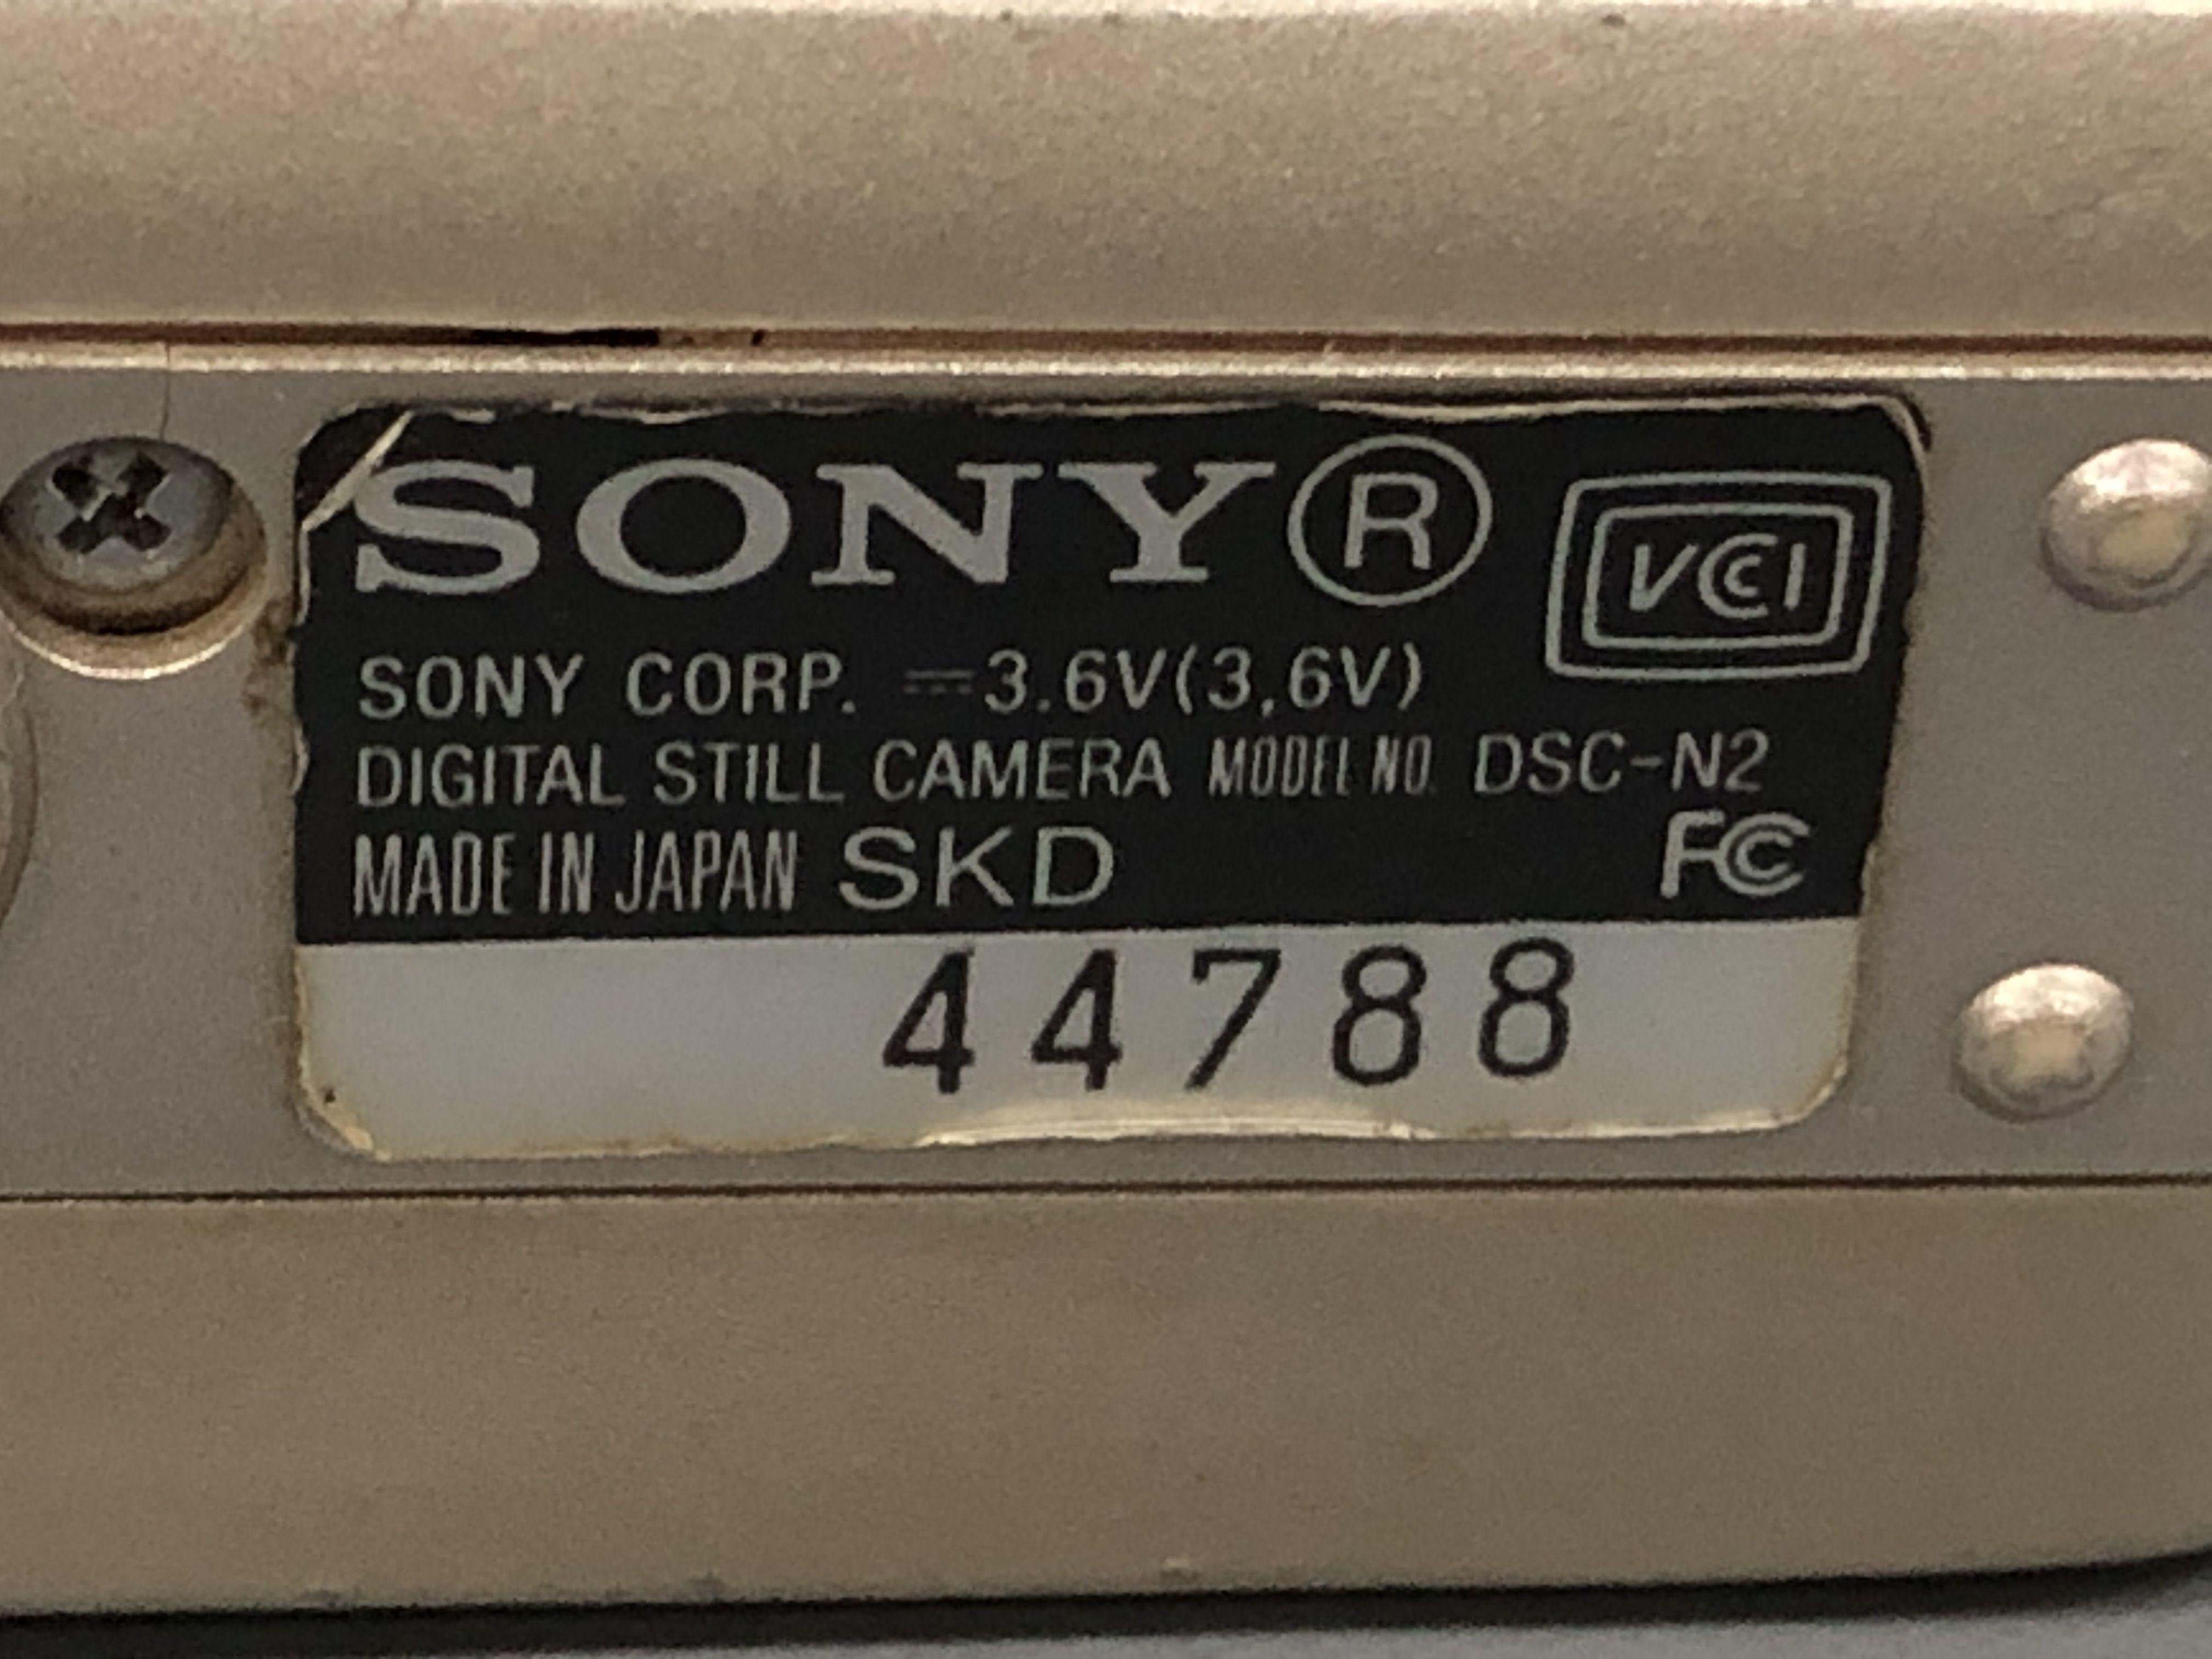 SONY® VCCI
SONY CORP. ⎓3.6V(3,6V)
DIGITAL STILL CAMERA MODEL NO. DSC-N2
MADE IN JAPAN SKD FC
44788